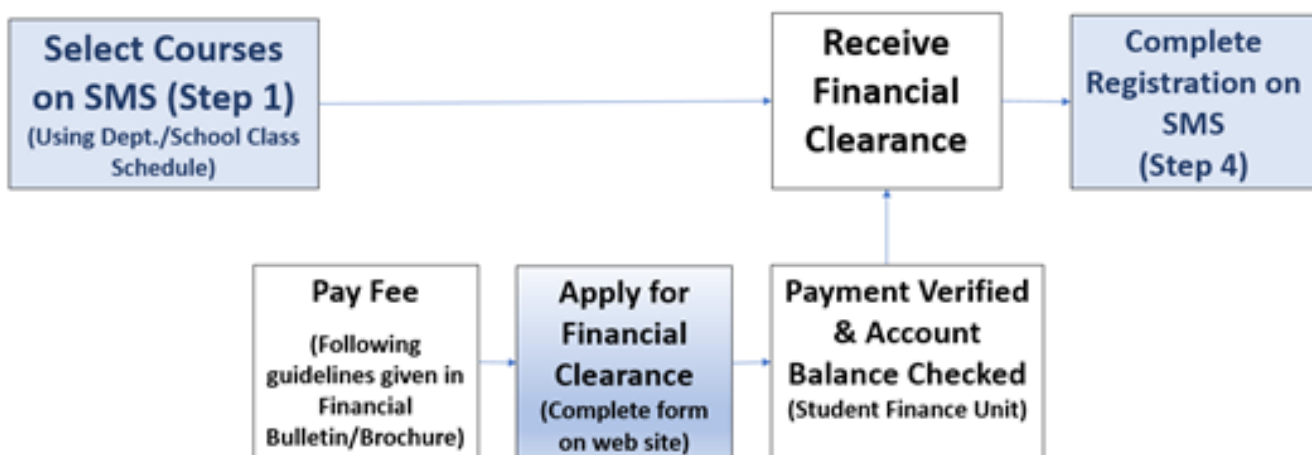 Select Courses
on SMS (Step 1)
(Using Dept./School Class
Schedule)
Receive
Financial
Clearance
Complete
Registration on
SMS
(Step 4)
Pay Fee
(Following
guidelines given in
Financial
Bulletin/Brochure)
Apply for
Financial
Clearance
(Complete form
on web site)
Payment Verified
& Account
Balance Checked
(Student Finance Unit)